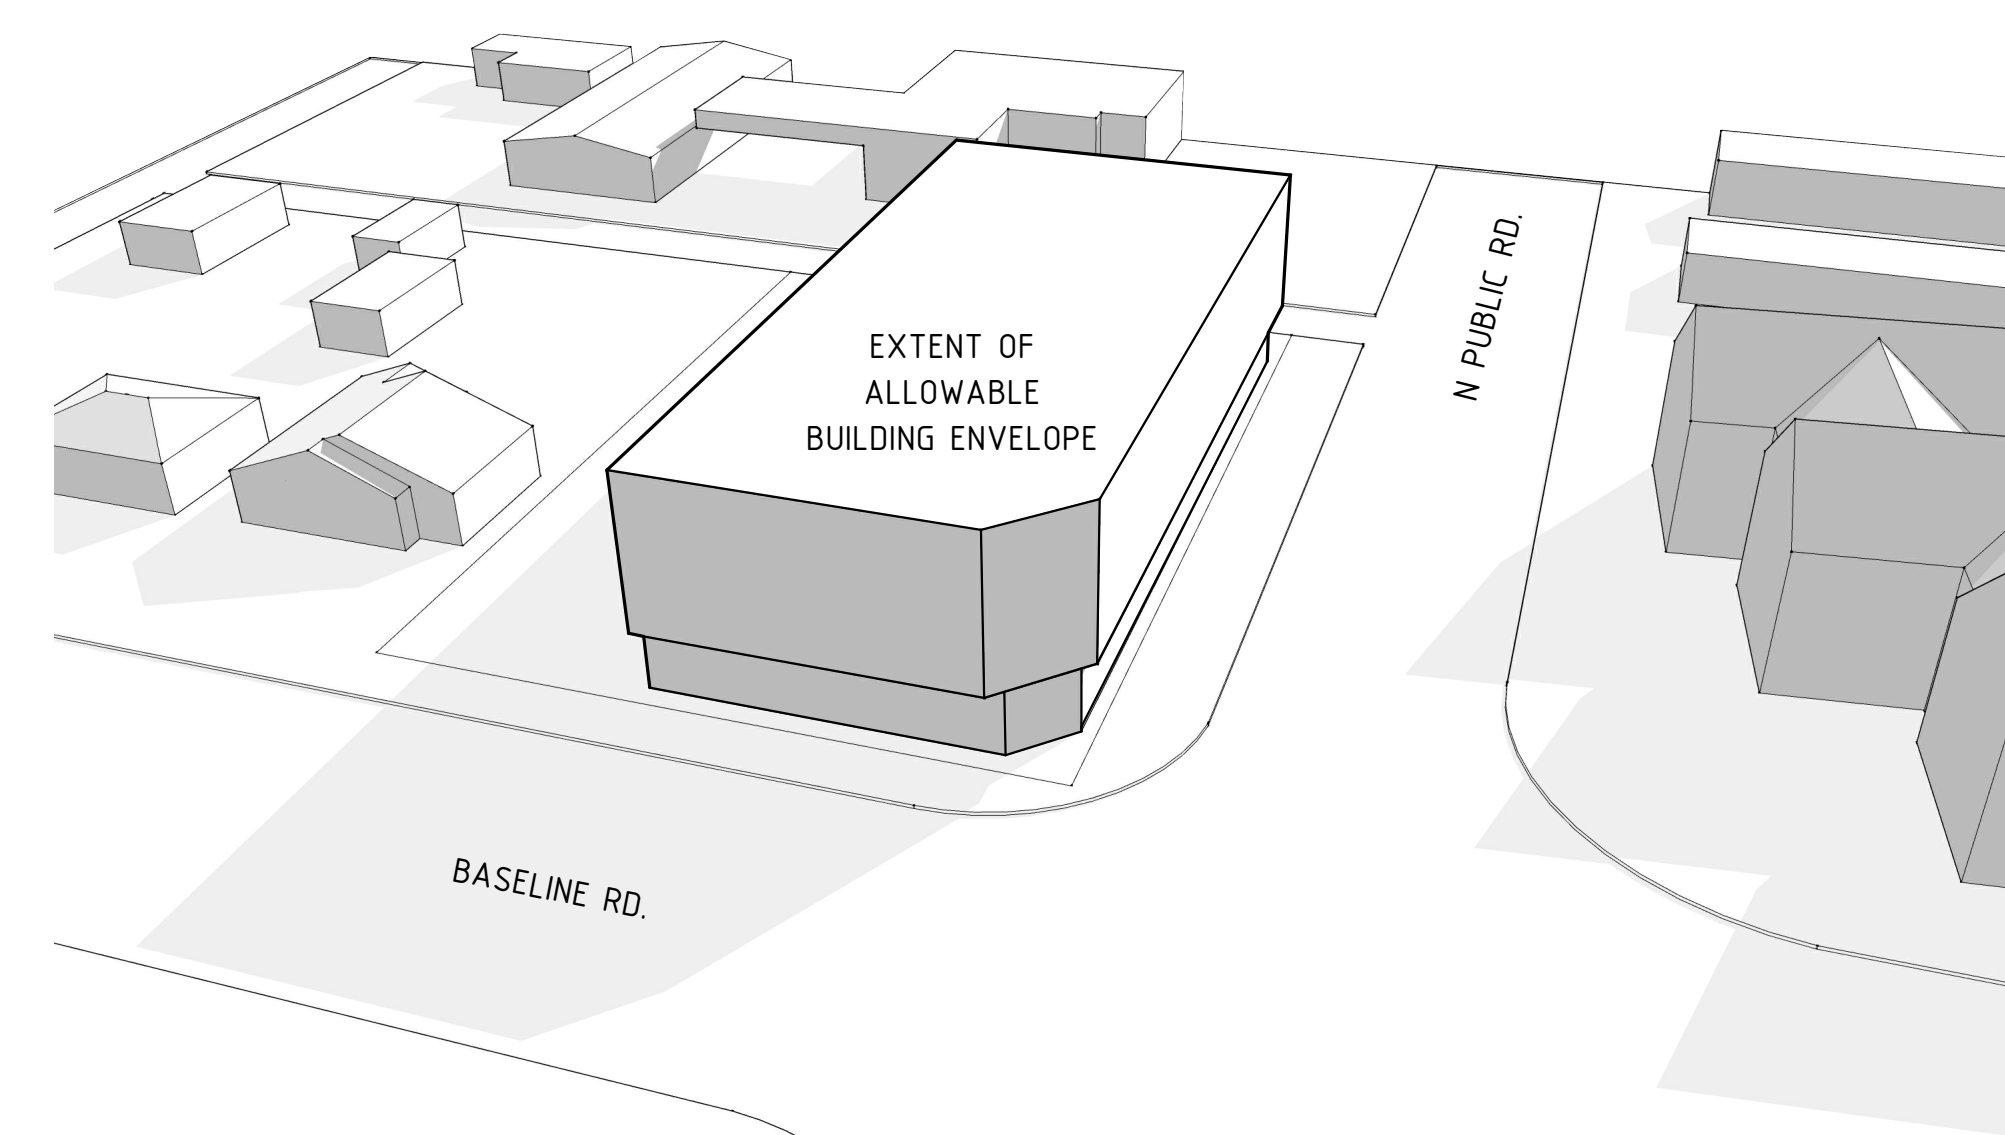 N PUBLIC RD.
EXTENT OF
ALLOWABLE
BUILDING ENVELOPE
BASELINE RD.